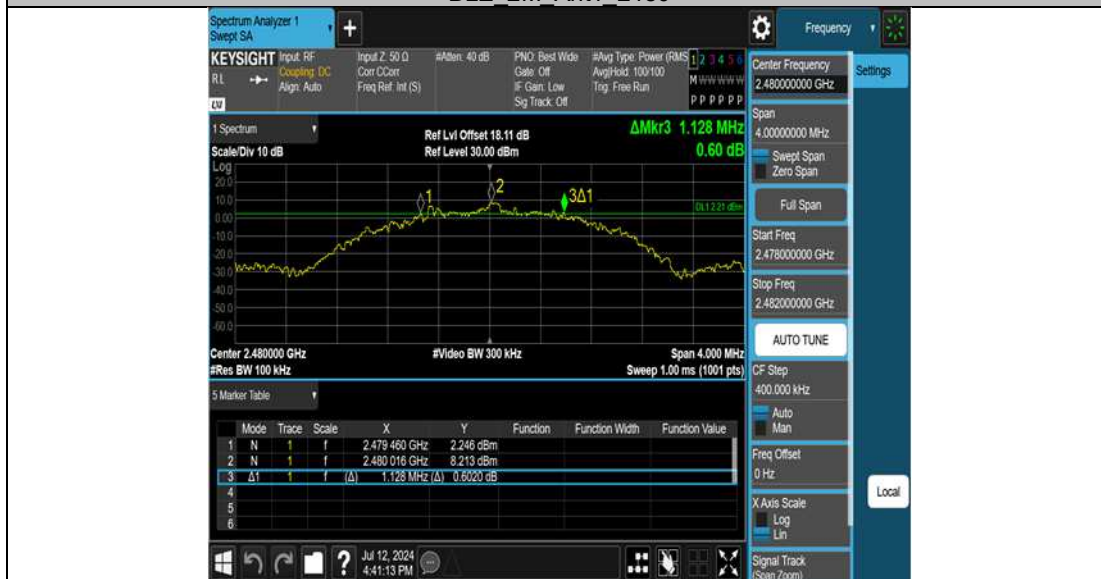 Spectrum Analyzer 1
Swept SA
+
Frequency
KEYSIGHT
RL
LXI
Input: RF
Coupling: DC
Align: Auto
Input Z: 50 Ω
Corr CCorr
Freq Ref: Int (S)
#Atten: 40 dB
PNO: Best Wide
Gate: Off
IF Gain: Low
Sig Track: Off
#Avg Type: Power (RMS
Avg|Hold: 100/100
Trig: Free Run
1 2 3 4 5 6
M W W W W W
P P P P P P
1 Spectrum
Scale/Div 10 dB
Ref Lvl Offset 18.11 dB
Ref Level 30.00 dBm
ΔMkr3 1.128 MHz
0.60 dB
Log
20.0
10.0
0.00
-10.0
-20.0
-30.0
-40.0
-50.0
-60.0
1
2
3Δ1
DL1 2.21 dBm
Center 2.480000 GHz
#Res BW 100 kHz
#Video BW 300 kHz
Span 4.000 MHz
Sweep 1.00 ms (1001 pts)
5 Marker Table
Mode Trace Scale X Y Function Function Width Function Value
1 N 1 f 2.479 460 GHz 2.246 dBm
2 N 1 f 2.480 016 GHz 8.213 dBm
3 Δ1 1 f (Δ) 1.128 MHz (Δ) 0.6020 dB
4
5
6
?
Jul 12, 2024
4:41:13 PM
Center Frequency
2.480000000 GHz
Settings
Span
4.00000000 MHz
Swept Span
Zero Span
Full Span
Start Freq
2.478000000 GHz
Stop Freq
2.482000000 GHz
AUTO TUNE
CF Step
400.000 kHz
Auto
Man
Freq Offset
0 Hz
X Axis Scale
Log
Lin
Local
Signal Track
(Span Zoom)